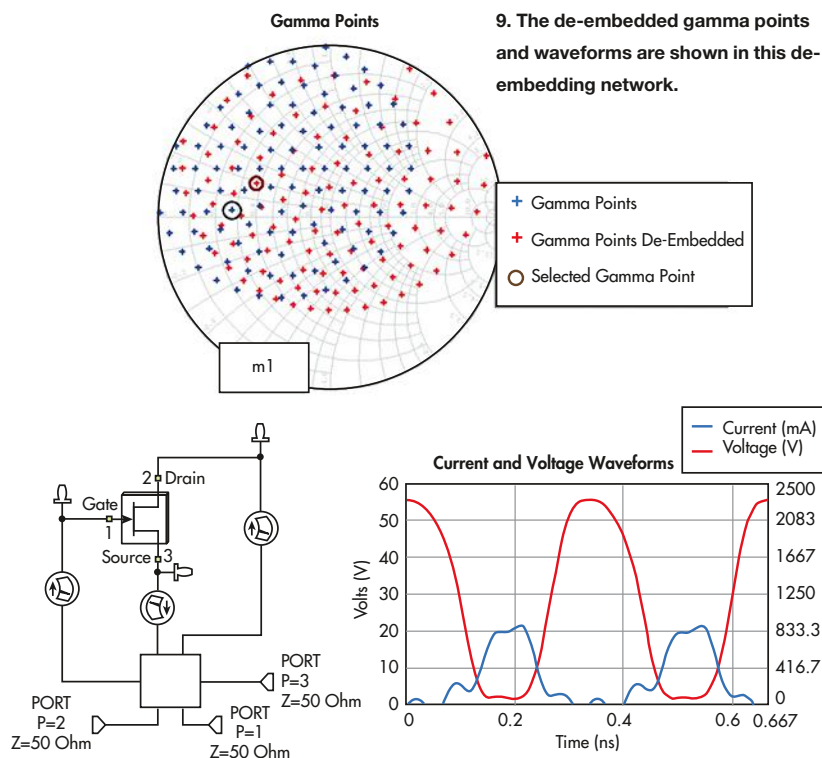 Gamma Points
9. The de-embedded gamma points
and waveforms are shown in this de-
embedding network.
Gamma Points
Gamma Points De-Embedded
Selected Gamma Point
m1
2 Drain
Gate
1
Source 3
PORT
P=3
Z=50 Ohm
PORT
P=2
Z=50 Ohm
PORT
P=1
Z=50 Ohm
Current (mA)
Voltage (V)
Current and Voltage Waveforms
60
50
40
30
20
10
0
Volts (V)
2500
2083
1667
1250
833.3
416.7
0
0 0.2 0.4 0.6 0.667
Time (ns)